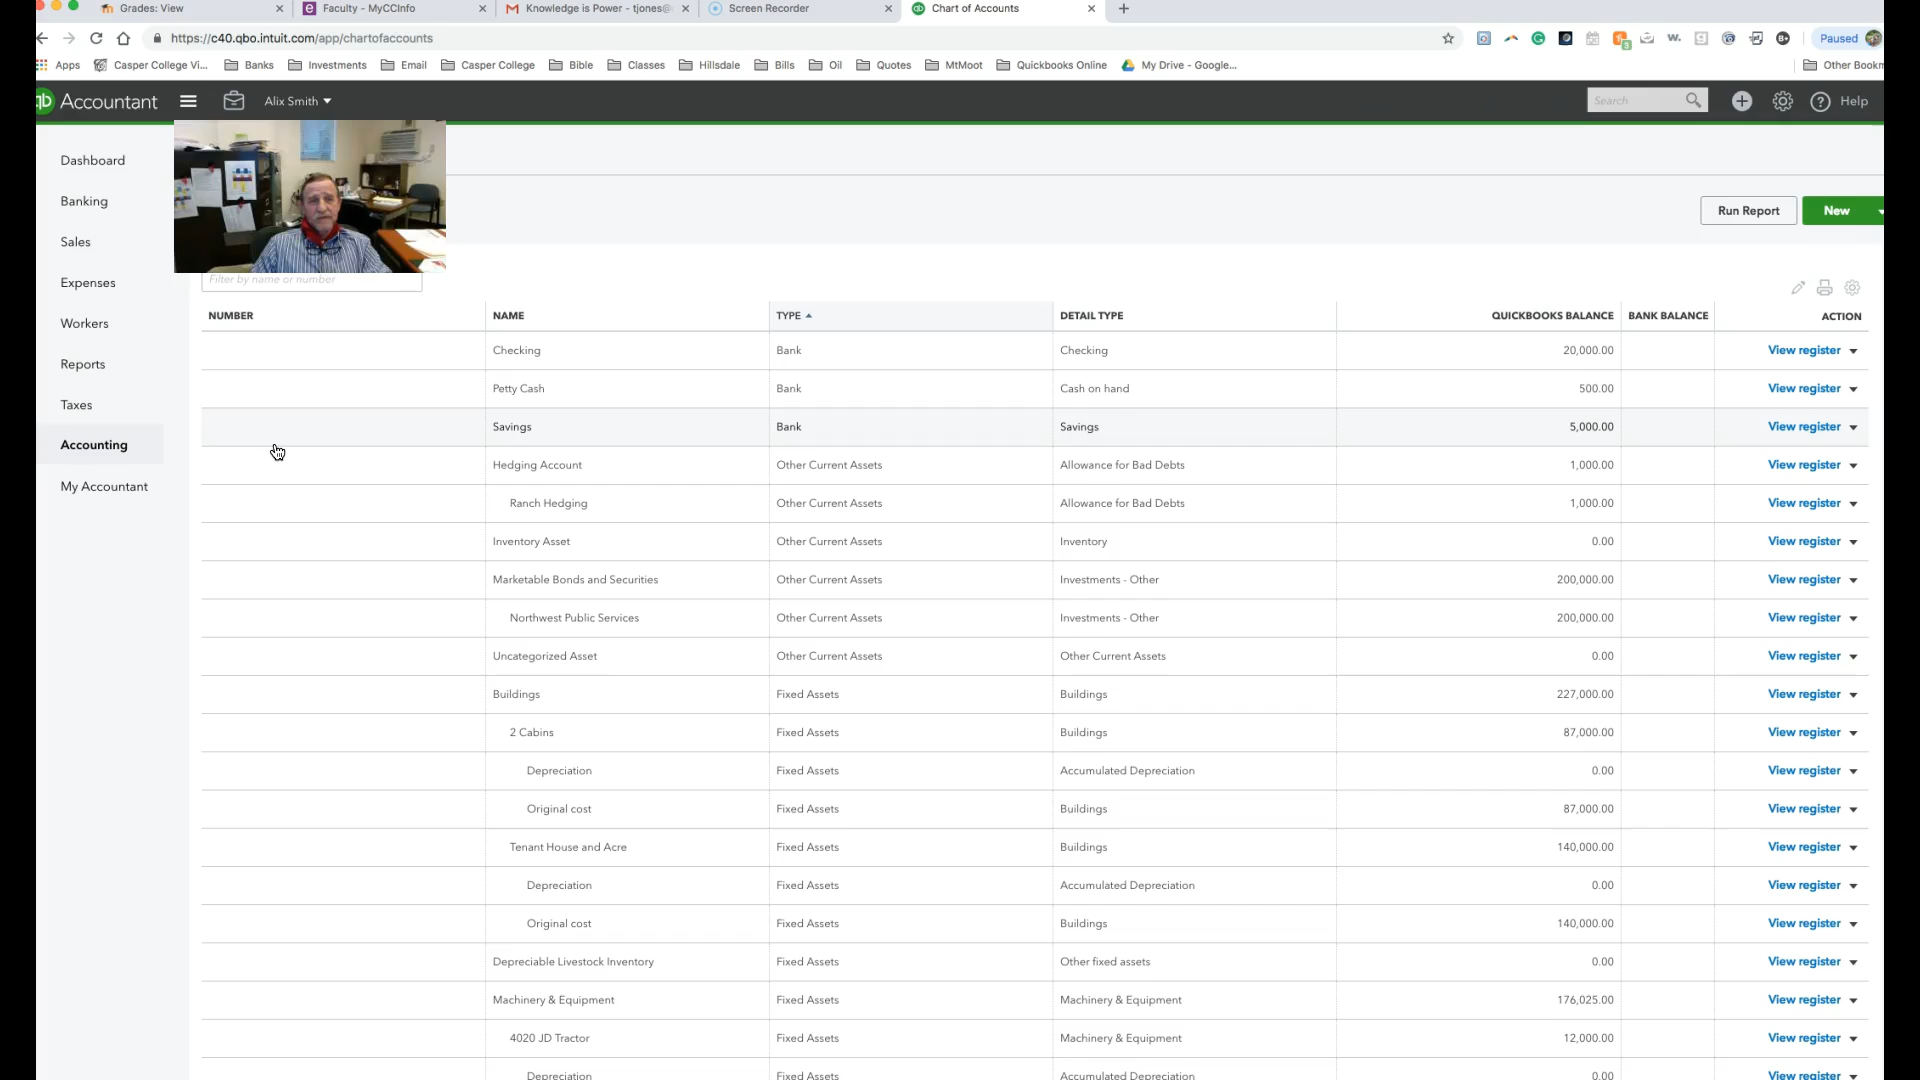 Grades: View
Faculty - MyCCInfo
Knowledge is Power - tjones@
Screen Recorder
Chart of Accounts
https://c40.qbo.intuit.com/app/chartofaccounts
Paused
Apps
Casper College Vi...
Banks
Investments
Email
Casper College
Bible
Classes
Hillsdale
Bills
Oil
Quotes
MtMoot
Quickbooks Online
My Drive - Google...
Other Bookm
qb Accountant
Alix Smith
Search
Help
Dashboard
Banking
Sales
Expenses
Workers
Reports
Taxes
Accounting
My Accountant
Run Report
New
Filter by name or number
NUMBER NAME TYPE DETAIL TYPE QUICKBOOKS BALANCE BANK BALANCE ACTION
Checking Bank Checking 20,000.00 View register
Petty Cash Bank Cash on hand 500.00 View register
Savings Bank Savings 5,000.00 View register
Hedging Account Other Current Assets Allowance for Bad Debts 1,000.00 View register
Ranch Hedging Other Current Assets Allowance for Bad Debts 1,000.00 View register
Inventory Asset Other Current Assets Inventory 0.00 View register
Marketable Bonds and Securities Other Current Assets Investments - Other 200,000.00 View register
Northwest Public Services Other Current Assets Investments - Other 200,000.00 View register
Uncategorized Asset Other Current Assets Other Current Assets 0.00 View register
Buildings Fixed Assets Buildings 227,000.00 View register
2 Cabins Fixed Assets Buildings 87,000.00 View register
Depreciation Fixed Assets Accumulated Depreciation 0.00 View register
Original cost Fixed Assets Buildings 87,000.00 View register
Tenant House and Acre Fixed Assets Buildings 140,000.00 View register
Depreciation Fixed Assets Accumulated Depreciation 0.00 View register
Original cost Fixed Assets Buildings 140,000.00 View register
Depreciable Livestock Inventory Fixed Assets Other fixed assets 0.00 View register
Machinery & Equipment Fixed Assets Machinery & Equipment 176,025.00 View register
4020 JD Tractor Fixed Assets Machinery & Equipment 12,000.00 View register
Depreciation Fixed Assets Accumulated Depreciation 0.00 View register